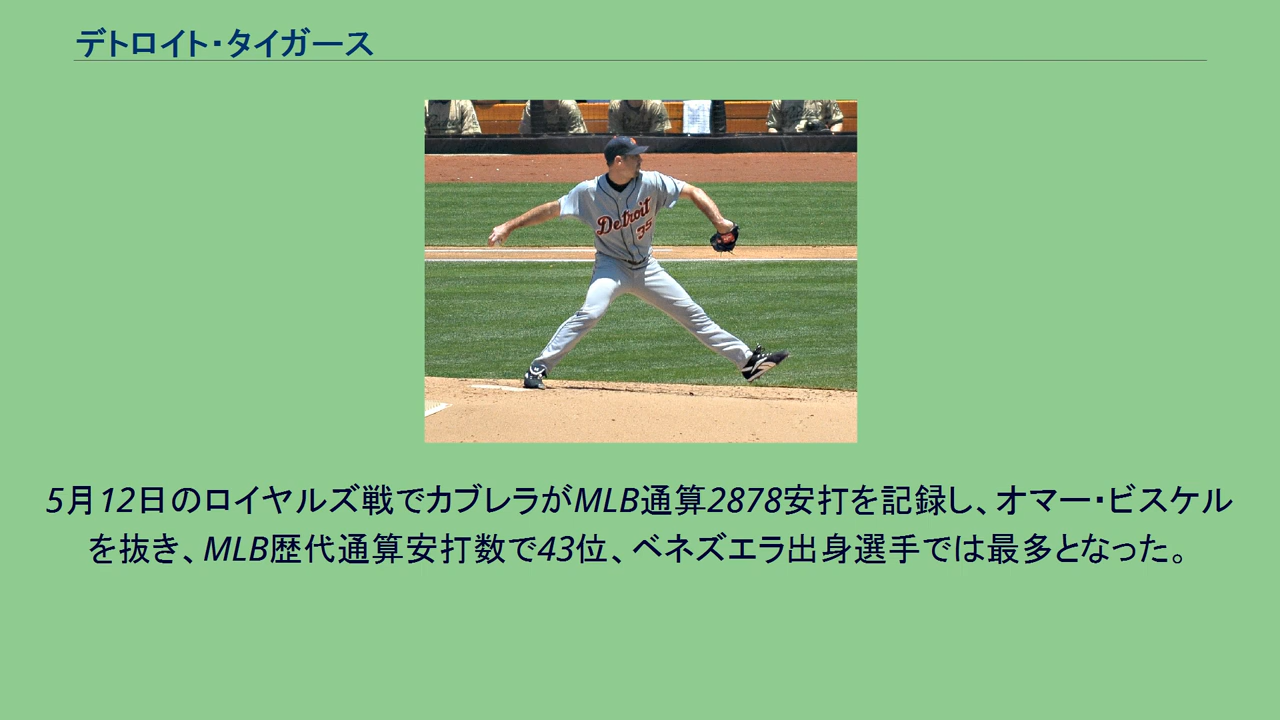 デトロイト・タイガース
Detroit
35
5月12日のロイヤルズ戦でカブレラがMLB通算2878安打を記録し、オマー・ビスケル
を抜き、MLB歴代通算安打数で43位、ベネズエラ出身選手では最多となった。